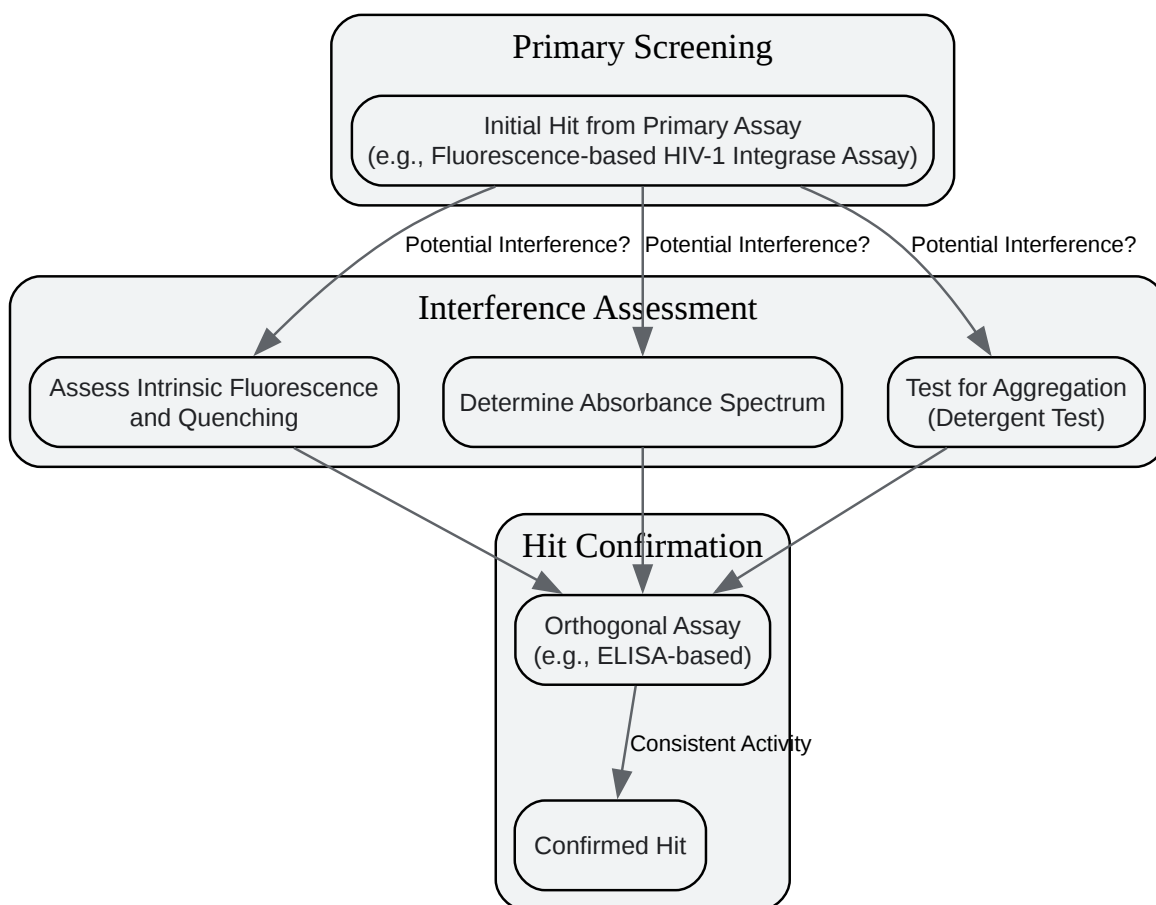 Primary Screening
Initial Hit from Primary Assay
(e.g., Fluorescence-based HIV-1 Integrase Assay)
Potential Interference?
Potential Interference?
Potential Interference?
Interference Assessment
Assess Intrinsic Fluorescence
and Quenching
Determine Absorbance Spectrum
Test for Aggregation
(Detergent Test)
Hit Confirmation
Orthogonal Assay
(e.g., ELISA-based)
Consistent Activity
Confirmed Hit